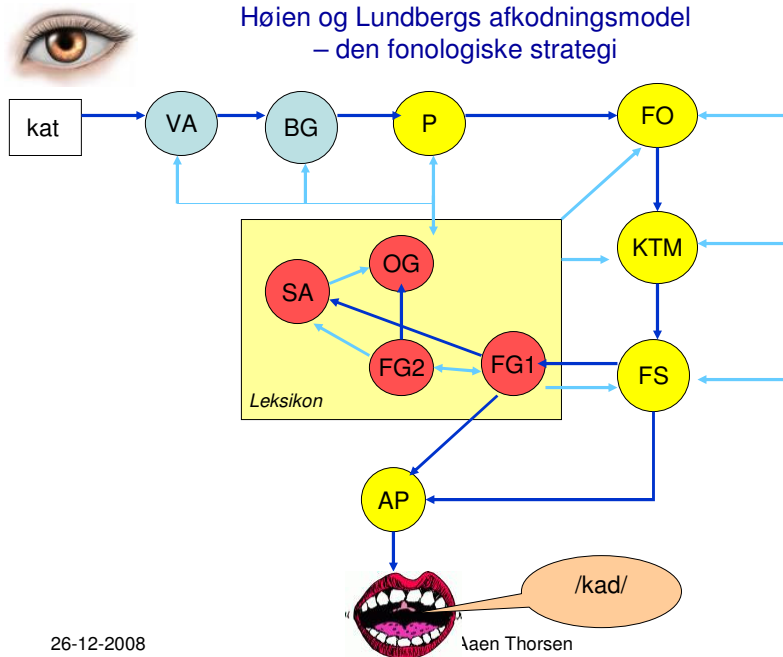 Høien og Lundbergs afkodningsmodel
– den fonologiske strategi
kat
VA
BG
P
FO
KTM
OG
SA
FG2
FG1
FS
Leksikon
AP
/kad/
26-12-2008
Thorsen